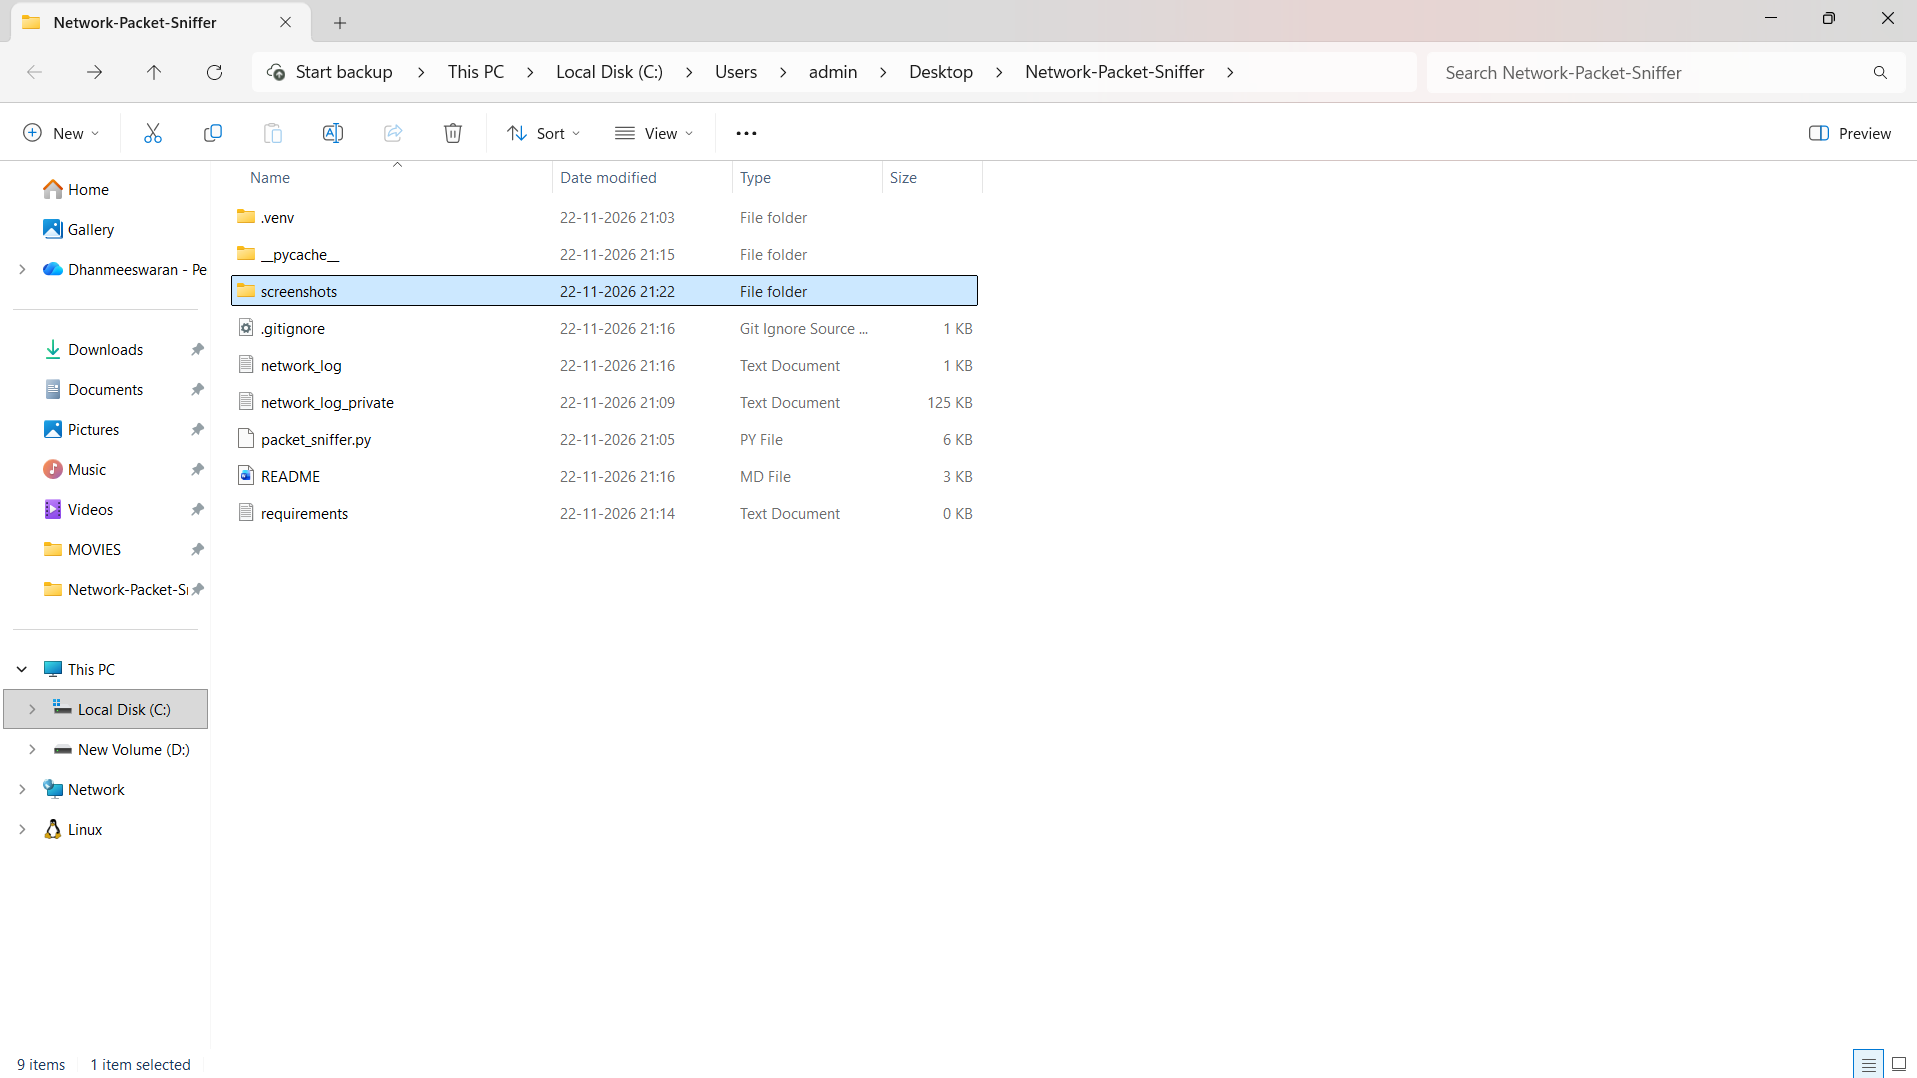 Network-Packet-Sniffer
Start backup > This PC > Local Disk (C:) > Users > admin > Desktop > Network-Packet-Sniffer >
Search Network-Packet-Sniffer
New
Sort
View
Preview
Home
Gallery
Dhanmeeswaran - Pe
Downloads
Documents
Pictures
Music
Videos
MOVIES
Network-Packet-Sn
This PC
Local Disk (C:)
New Volume (D:)
Network
Linux
Name Date modified Type Size
.venv 22-11-2026 21:03 File folder
__pycache__ 22-11-2026 21:15 File folder
screenshots 22-11-2026 21:22 File folder
.gitignore 22-11-2026 21:16 Git Ignore Source ... 1 KB
network_log 22-11-2026 21:16 Text Document 1 KB
network_log_private 22-11-2026 21:09 Text Document 125 KB
packet_sniffer.py 22-11-2026 21:05 PY File 6 KB
README 22-11-2026 21:16 MD File 3 KB
requirements 22-11-2026 21:14 Text Document 0 KB
9 items 1 item selected